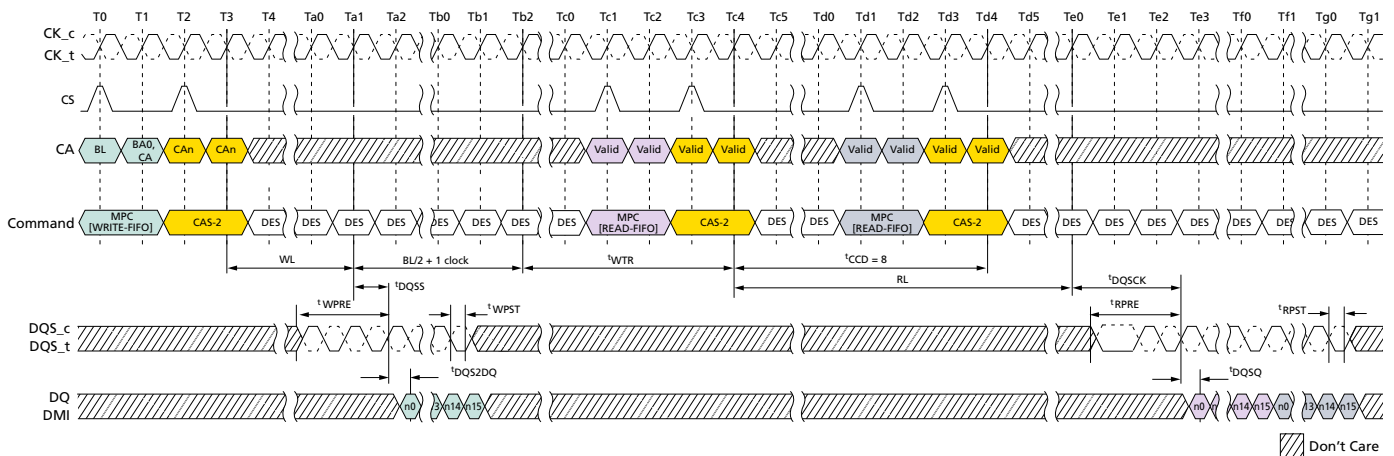 T0 T1 T2 T3 T4 Ta0 Ta1 Ta2 Tb0 Tb1 Tb2 Tc0 Tc1 Tc2 Tc3 Tc4 Tc5 Td0 Td1 Td2 Td3 Td4 Td5 Te0 Te1 Te2 Te3 Tf0 Tf1 Tg0 Tg1
CK_c
CK_t
CS
CA BL BA0, CA CAn CAn Valid Valid Valid Valid Valid Valid Valid Valid
Command MPC [WRITE-FIFO] CAS-2 DES DES DES DES DES DES DES DES MPC [READ-FIFO] CAS-2 DES DES MPC [READ-FIFO] CAS-2 DES DES DES DES DES DES DES DES DES
WL BL/2 + 1 clock tWTR tCCD = 8
RL
tDQSS tDQSCK
tWPRE tWPST tRPRE tRPST
DQS_c
DQS_t
tDQS2DQ tDQSQ
DQ
DMI
n0 3 n14 n15 n0 n n14 n15 n0 13 n14 n15
Don't Care